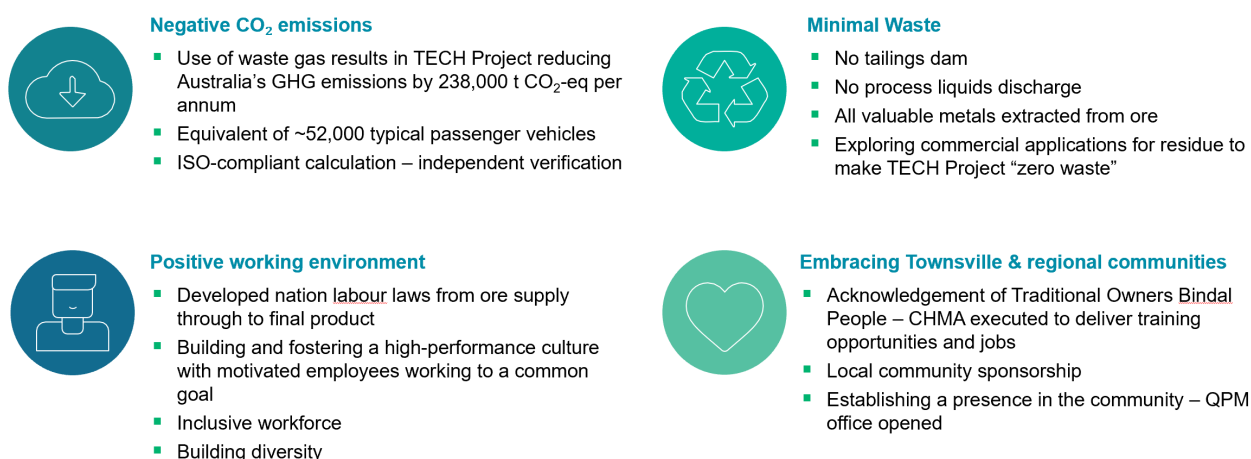 Negative CO₂ emissions
Use of waste gas results in TECH Project reducing
Australia's GHG emissions by 238,000 t CO₂-eq per
annum
Equivalent of ~52,000 typical passenger vehicles
ISO-compliant calculation – independent verification
Minimal Waste
No tailings dam
No process liquids discharge
All valuable metals extracted from ore
Exploring commercial applications for residue to
make TECH Project “zero waste”
Positive working environment
Developed nation labour laws from ore supply
through to final product
Building and fostering a high-performance culture
with motivated employees working to a common
goal
Inclusive workforce
Building diversity
Embracing Townsville & regional communities
Acknowledgement of Traditional Owners Bindal
People – CHMA executed to deliver training
opportunities and jobs
Local community sponsorship
Establishing a presence in the community – QPM
office opened